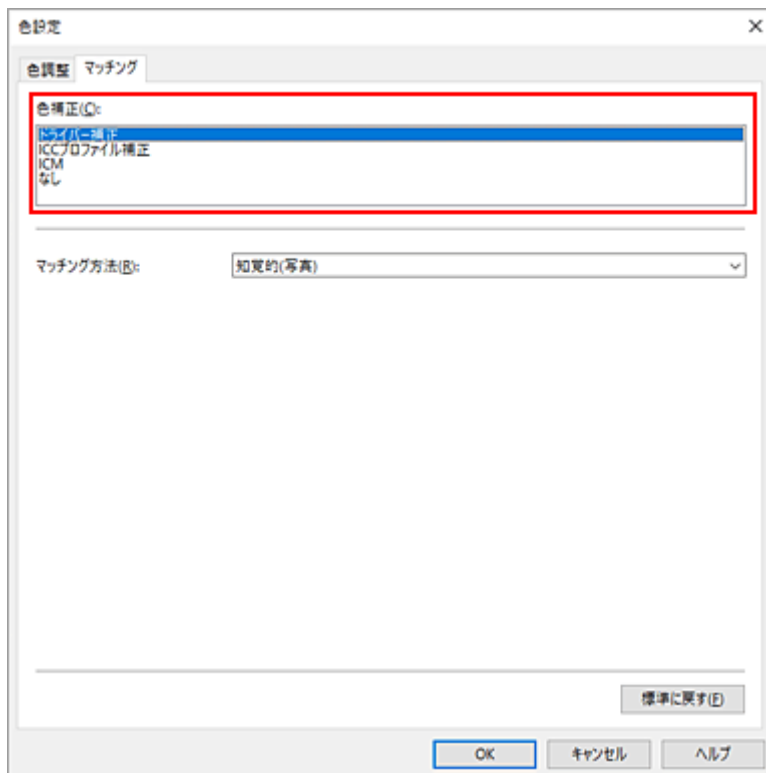 色設定
色調整 マッチング
色補正(C):
ドライバー補正
ICCプロファイル補正
ICM
なし
マッチング方法(R): 知覚的(写真)
標準に戻す(F)
OK キャンセル ヘルプ